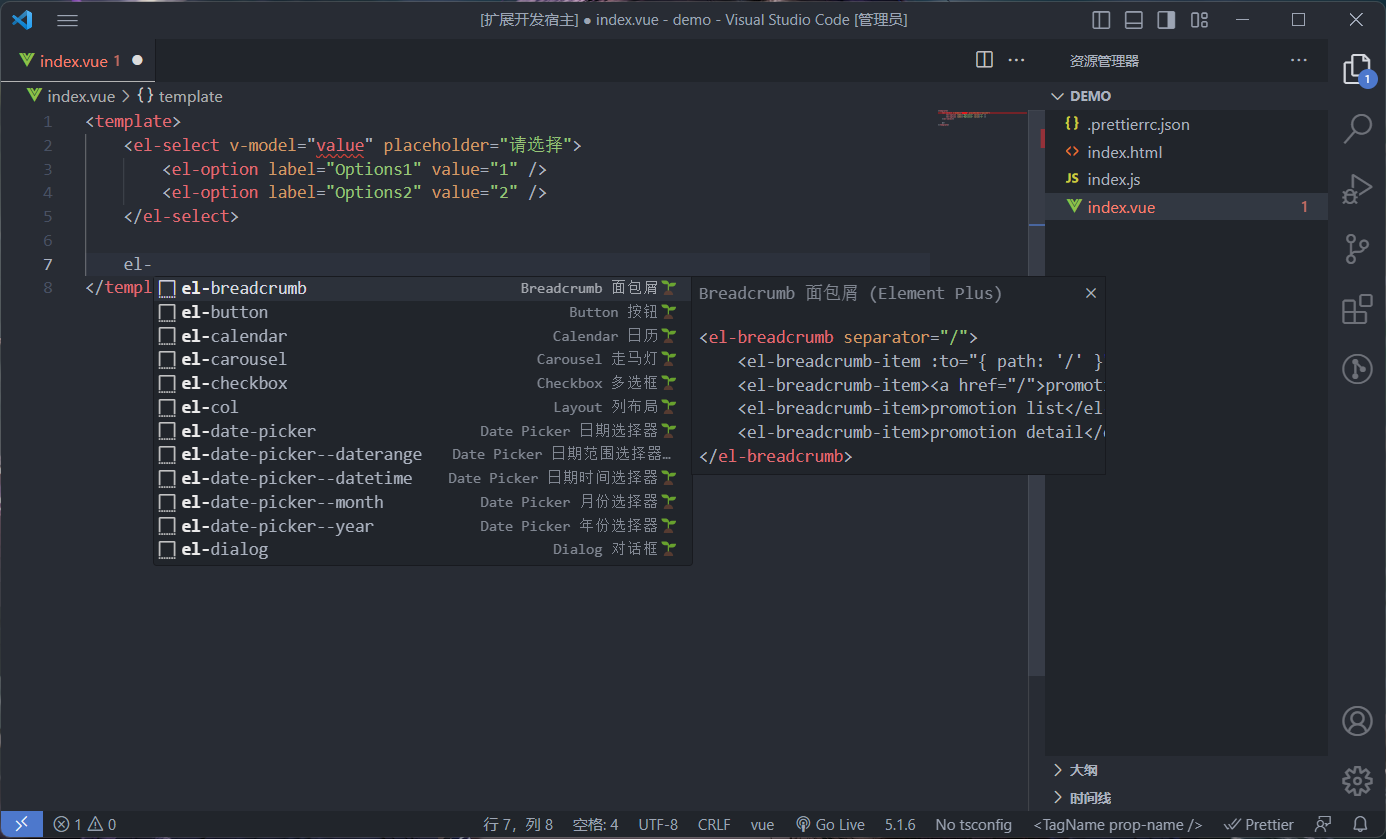 [扩展开发宿主] ● index.vue - demo - Visual Studio Code [管理员]
index.vue 1 ●
资源管理器
index.vue > {} template
DEMO
1 <template>
2 <el-select v-model="value" placeholder="请选择">
3 <el-option label="Options1" value="1" />
4 <el-option label="Options2" value="2" />
5 </el-select>
6
7 el-
8 </templ
el-breadcrumb Breadcrumb 面包屑🌱
el-button Button 按钮🌱
el-calendar Calendar 日历🌱
el-carousel Carousel 走马灯🌱
el-checkbox Checkbox 多选框🌱
el-col Layout 列布局🌱
el-date-picker Date Picker 日期选择器🌱
el-date-picker--daterange Date Picker 日期范围选择器…
el-date-picker--datetime Date Picker 日期时间选择器🌱
el-date-picker--month Date Picker 月份选择器🌱
el-date-picker--year Date Picker 年份选择器🌱
el-dialog Dialog 对话框🌱
Breadcrumb 面包屑 (Element Plus)
<el-breadcrumb separator="/">
<el-breadcrumb-item :to="{ path: '/' }
<el-breadcrumb-item><a href="/">promoti
<el-breadcrumb-item>promotion list</el
<el-breadcrumb-item>promotion detail</
</el-breadcrumb>
{} .prettierrc.json
<> index.html
JS index.js
index.vue 1
1
大纲
时间线
1 0
行 7，列 8 空格: 4 UTF-8 CRLF vue Go Live 5.1.6 No tsconfig <TagName prop-name /> Prettier